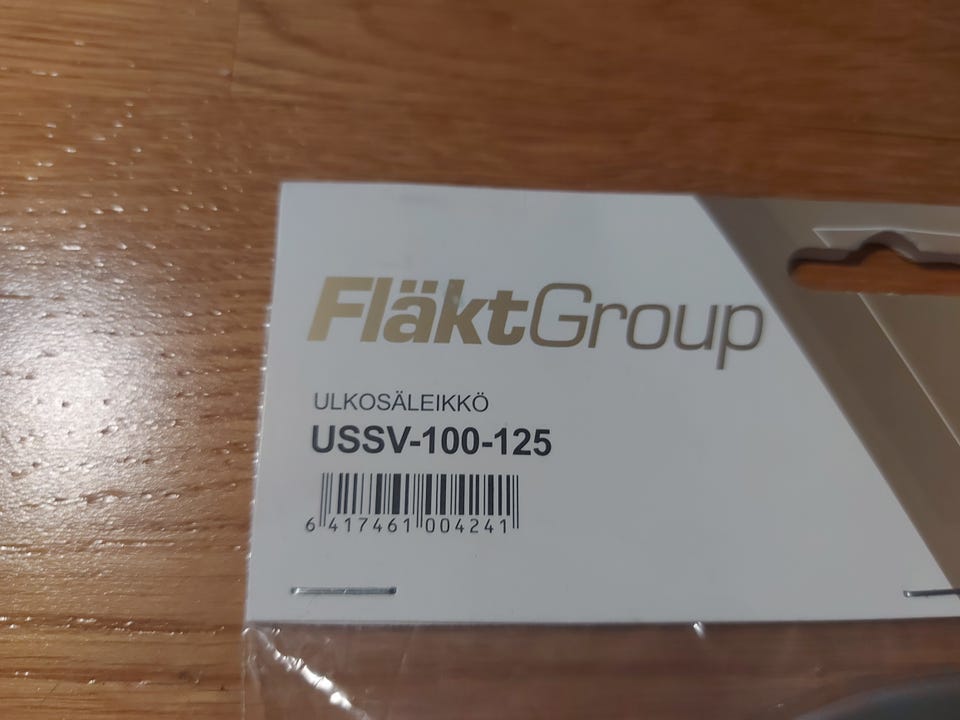 FläktGroup
ULKOSÄLEIKKÖ
USSV-100-125
6 417461 004241